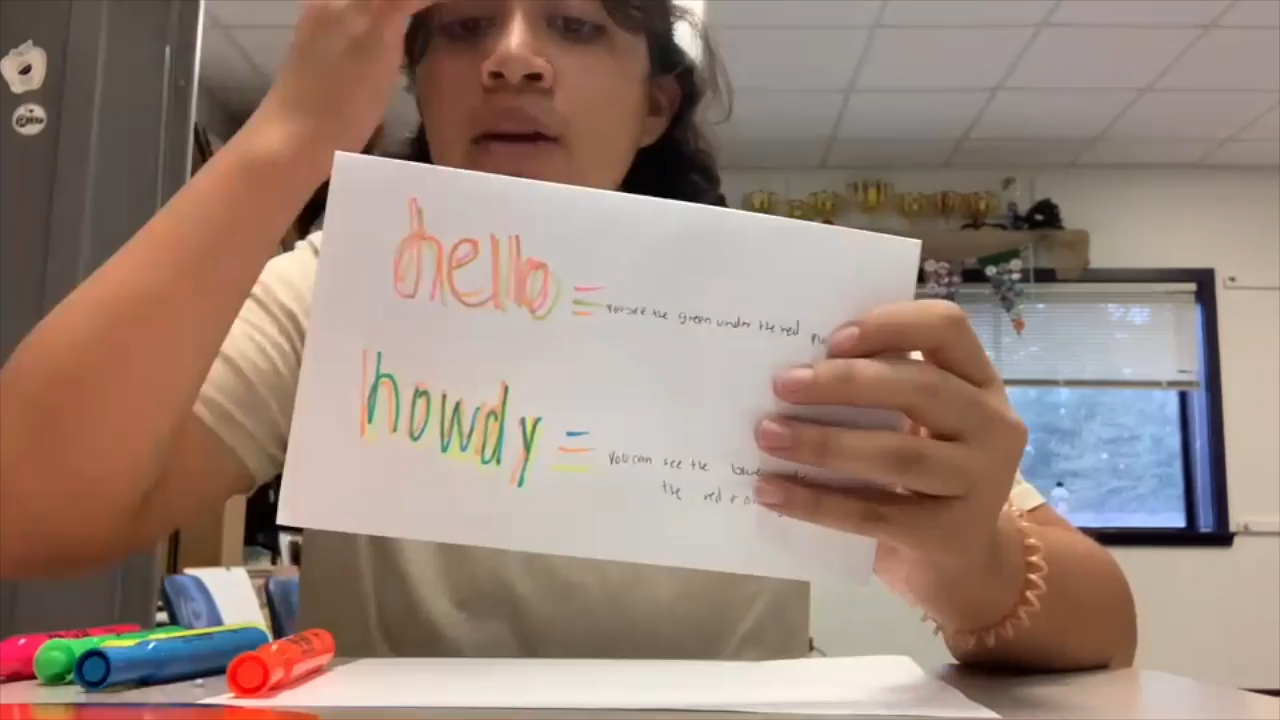 hello =
you see the green under the red
howdy =
you can see the
the red